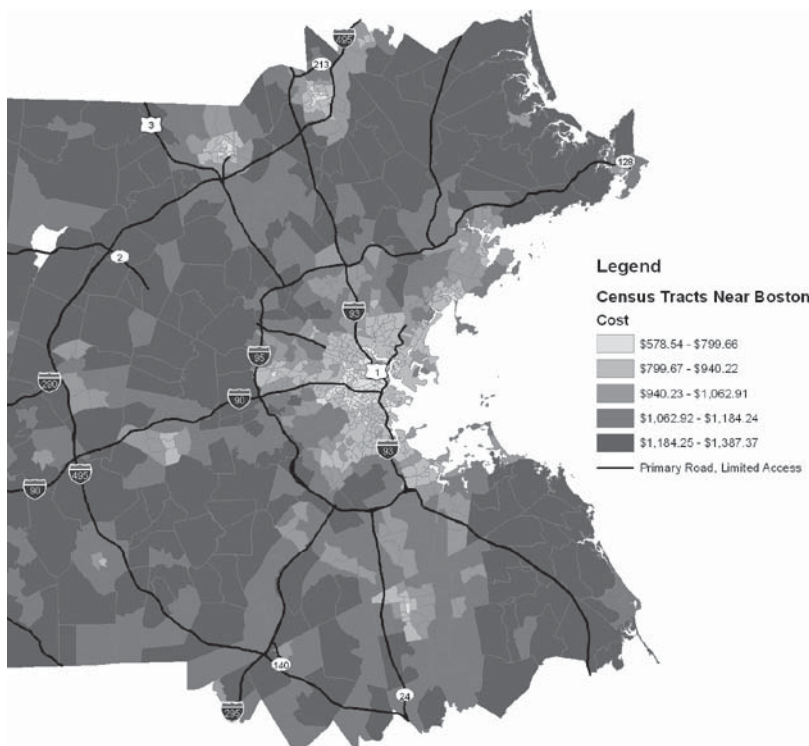 495
213
3
128
2
93
95
1
290
90
93
495
90
140
24
295
Legend
Census Tracts Near Boston
Cost
$578.54 - $799.66
$799.67 - $940.22
$940.23 - $1,062.91
$1,062.92 - $1,184.24
$1,184.25 - $1,387.37
Primary Road, Limited Access